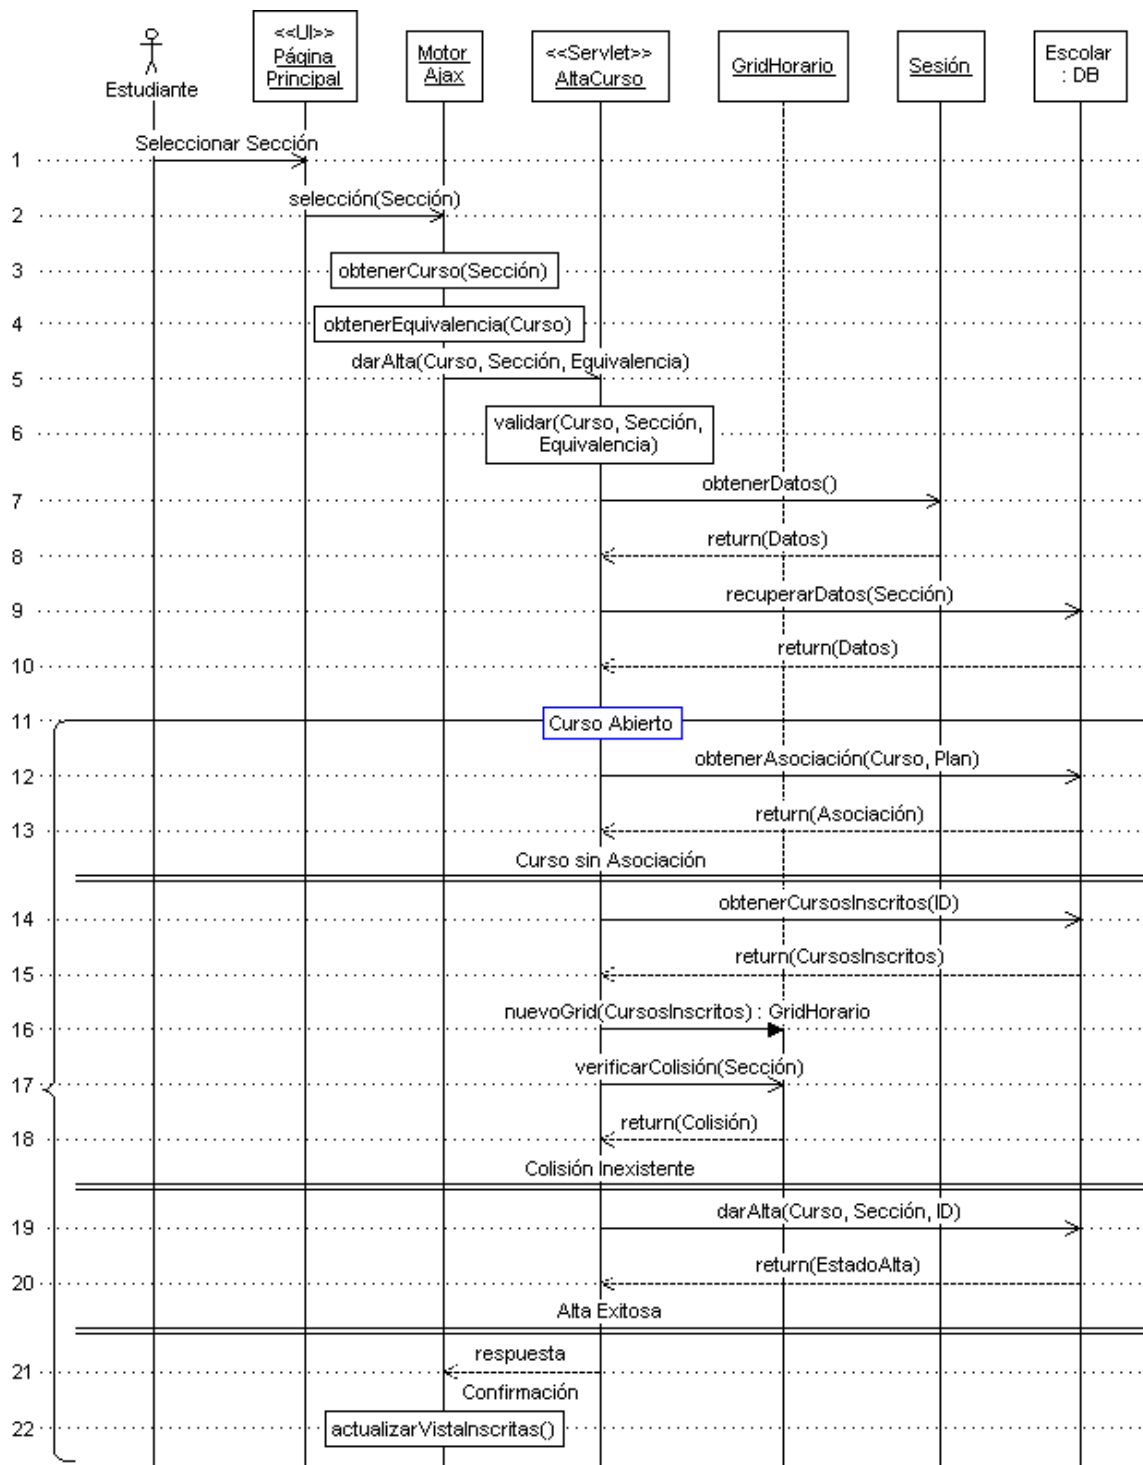 Estudiante
<<UI>>
Página
Principal
Motor
Ajax
<<Servlet>>
AltaCurso
GridHorario
Sesión
Escolar
: DB
Seleccionar Sección
1
selección(Sección)
2
3 obtenerCurso(Sección)
4 obtenerEquivalencia(Curso)
darAlta(Curso, Sección, Equivalencia)
5
validar(Curso, Sección,
6
Equivalencia)
obtenerDatos()
7
return(Datos)
8
recuperarDatos(Sección)
9
return(Datos)
10
11 Curso Abierto
obtenerAsociación(Curso, Plan)
12
return(Asociación)
13
Curso sin Asociación
obtenerCursosInscritos(ID)
14
return(CursosInscritos)
15
nuevoGrid(CursosInscritos) : GridHorario
16
verificarColisión(Sección)
17
return(Colisión)
18
Colisión Inexistente
darAlta(Curso, Sección, ID)
19
return(EstadoAlta)
20
Alta Exitosa
respuesta
21
Confirmación
22 actualizarVistaInscritas()